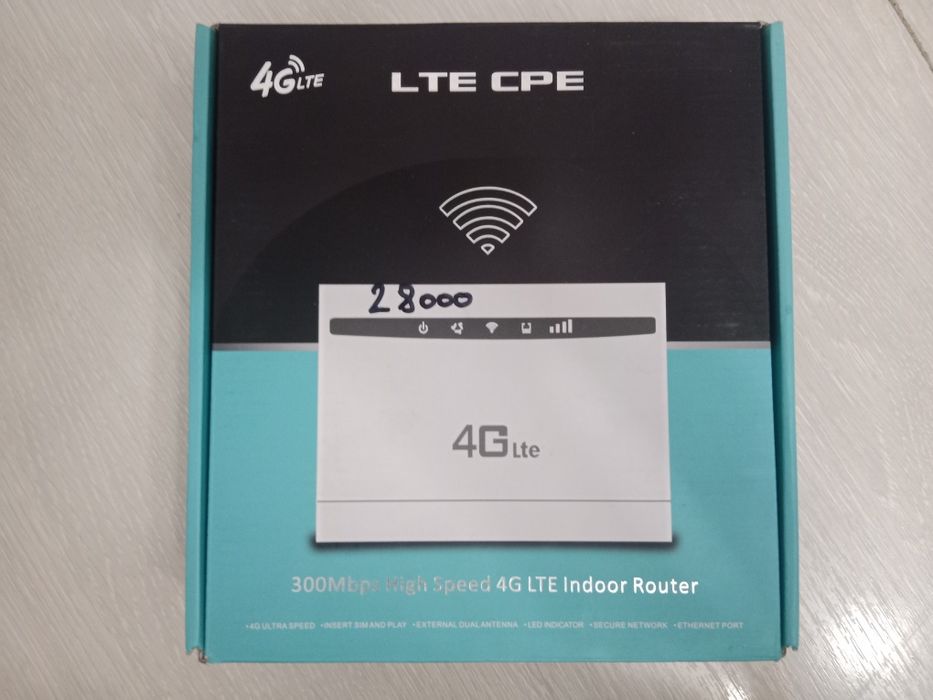 4G LTE
LTE CPE
28000
4G Lte
300Mbps High Speed 4G LTE Indoor Router
•4G ULTRA SPEED •INSERT SIM AND PLAY •EXTERNAL DUAL ANTENNA •LED INDICATOR •SECURE NETWORK •ETHERNET PORT